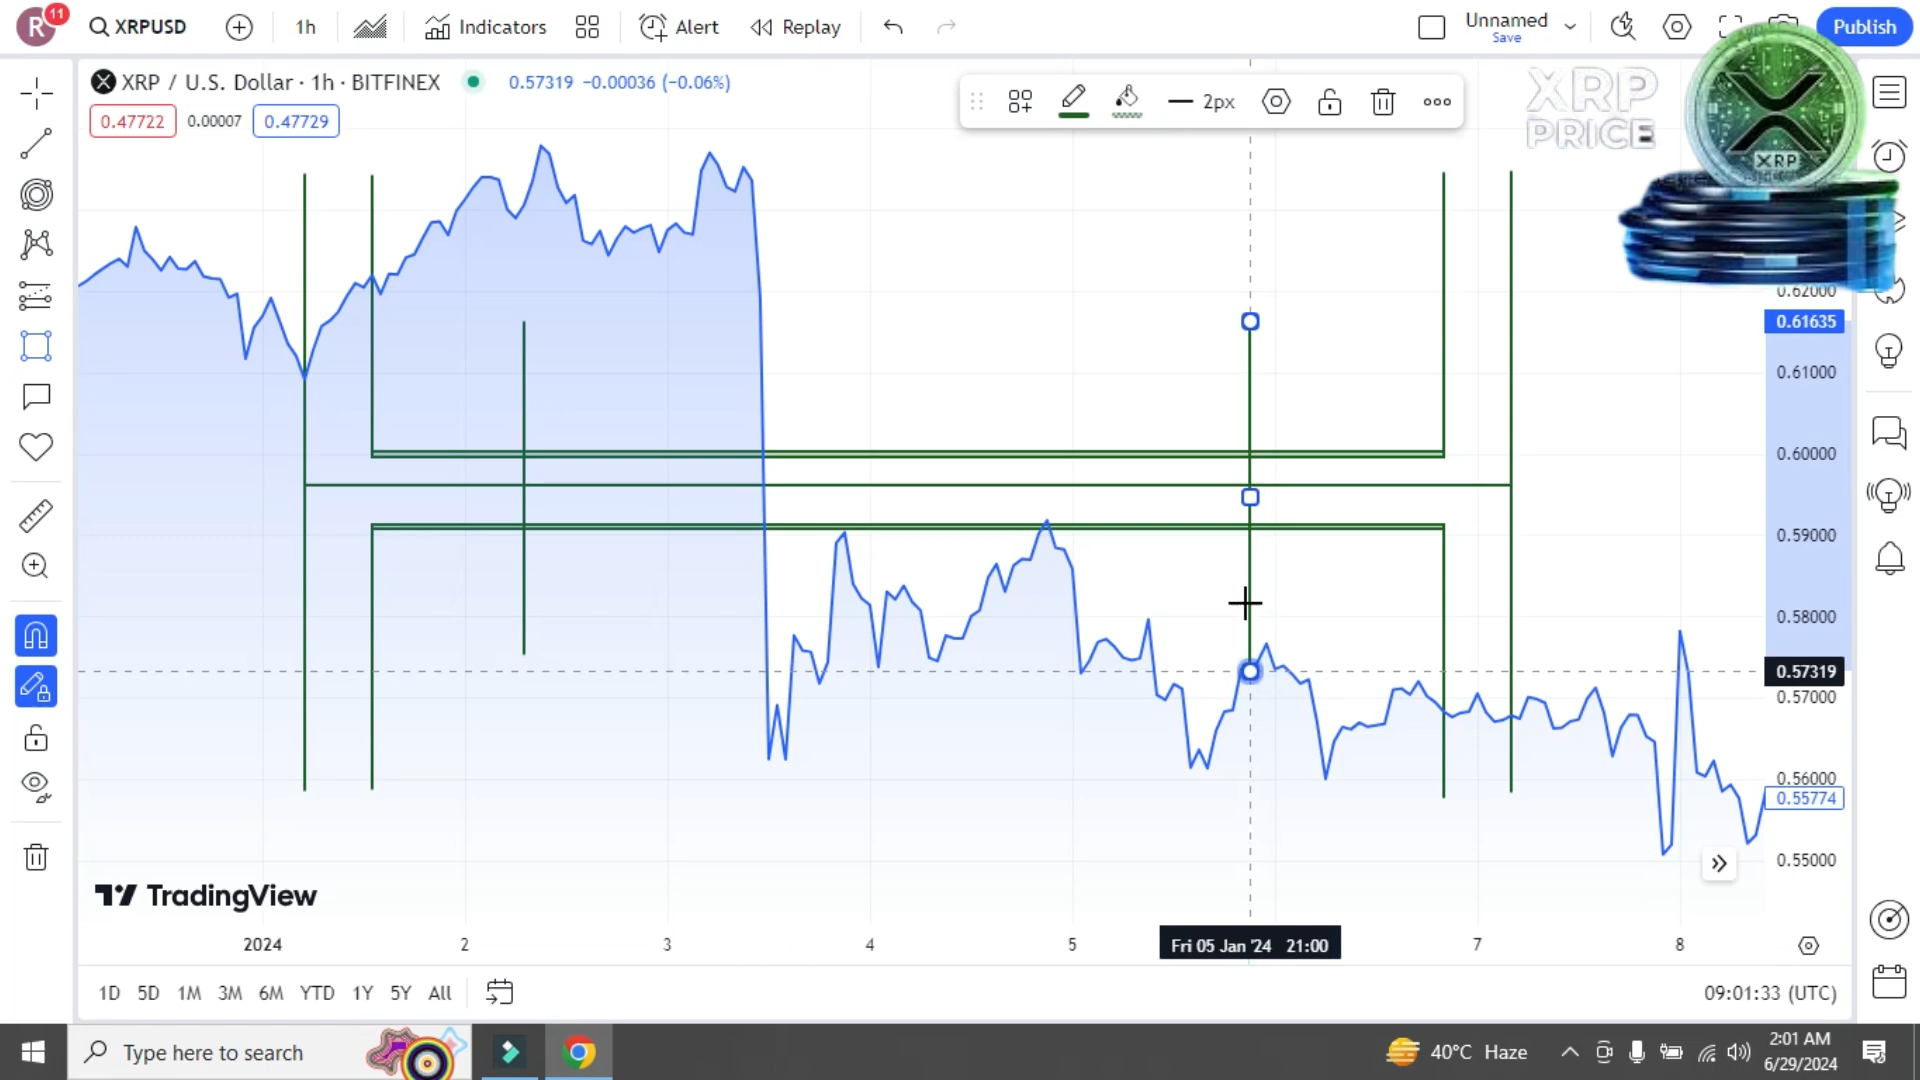 R 11 XRPUSD 1h Indicators Alert Replay Unnamed Save Publish
XRP / U.S. Dollar · 1h · BITFINEX 0.57319 −0.00036 (−0.06%)
0.47722 0.00007 0.47729
2px
XRP
PRICE
XRP
0.62000
0.61635
0.61000
0.60000
0.59000
0.58000
0.57319
0.57000
0.56000
0.55774
0.55000
TradingView
2024 2 3 4 5 Fri 05 Jan '24 21:00 7 8
1D 5D 1M 3M 6M YTD 1Y 5Y All 09:01:33 (UTC)
Type here to search 40°C Haze 2:01 AM
6/29/2024